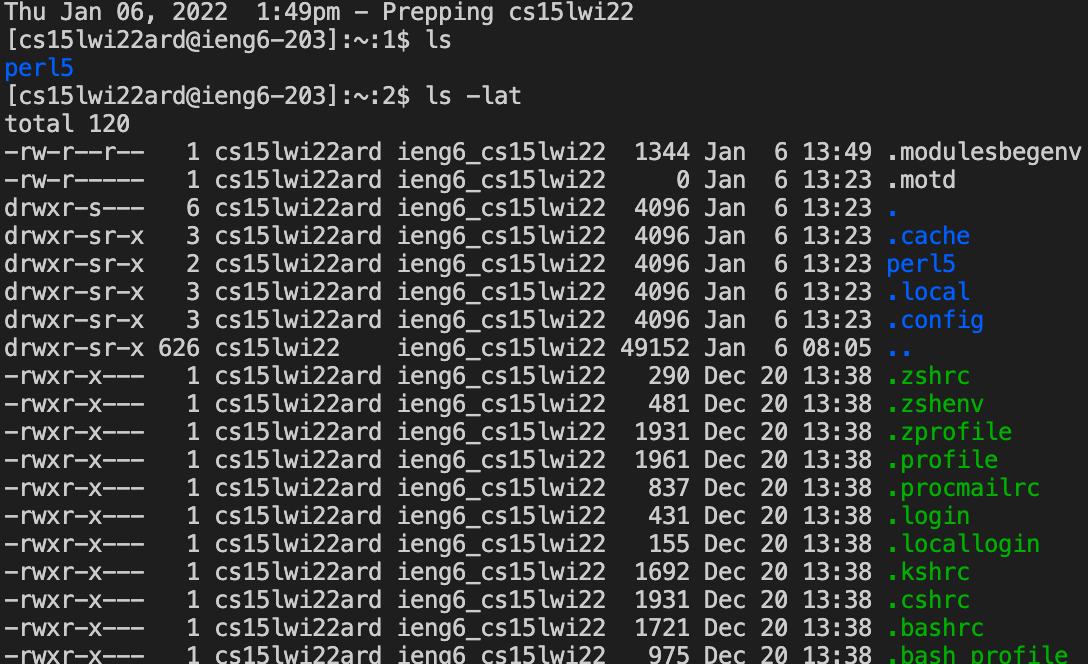 Thu Jan 06, 2022  1:49pm - Prepping cs15lwi22
[cs15lwi22ard@ieng6-203]:~:1$ ls
perl5
[cs15lwi22ard@ieng6-203]:~:2$ ls -lat
total 120
-rw-r--r--   1 cs15lwi22ard ieng6_cs15lwi22  1344 Jan  6 13:49 .modulesbegenv
-rw-r-----   1 cs15lwi22ard ieng6_cs15lwi22     0 Jan  6 13:23 .motd
drwxr-s---   6 cs15lwi22ard ieng6_cs15lwi22  4096 Jan  6 13:23 .
drwxr-sr-x   3 cs15lwi22ard ieng6_cs15lwi22  4096 Jan  6 13:23 .cache
drwxr-sr-x   2 cs15lwi22ard ieng6_cs15lwi22  4096 Jan  6 13:23 perl5
drwxr-sr-x   3 cs15lwi22ard ieng6_cs15lwi22  4096 Jan  6 13:23 .local
drwxr-sr-x   3 cs15lwi22ard ieng6_cs15lwi22  4096 Jan  6 13:23 .config
drwxr-sr-x 626 cs15lwi22    ieng6_cs15lwi22 49152 Jan  6 08:05 ..
-rwxr-x---   1 cs15lwi22ard ieng6_cs15lwi22   290 Dec 20 13:38 .zshrc
-rwxr-x---   1 cs15lwi22ard ieng6_cs15lwi22   481 Dec 20 13:38 .zshenv
-rwxr-x---   1 cs15lwi22ard ieng6_cs15lwi22  1931 Dec 20 13:38 .zprofile
-rwxr-x---   1 cs15lwi22ard ieng6_cs15lwi22  1961 Dec 20 13:38 .profile
-rwxr-x---   1 cs15lwi22ard ieng6_cs15lwi22   837 Dec 20 13:38 .procmailrc
-rwxr-x---   1 cs15lwi22ard ieng6_cs15lwi22   431 Dec 20 13:38 .login
-rwxr-x---   1 cs15lwi22ard ieng6_cs15lwi22   155 Dec 20 13:38 .locallogin
-rwxr-x---   1 cs15lwi22ard ieng6_cs15lwi22  1692 Dec 20 13:38 .kshrc
-rwxr-x---   1 cs15lwi22ard ieng6_cs15lwi22  1931 Dec 20 13:38 .cshrc
-rwxr-x---   1 cs15lwi22ard ieng6_cs15lwi22  1721 Dec 20 13:38 .bashrc
-rwxr-x---   1 cs15lwi22ard ieng6_cs15lwi22   975 Dec 20 13:38 .bash_profile